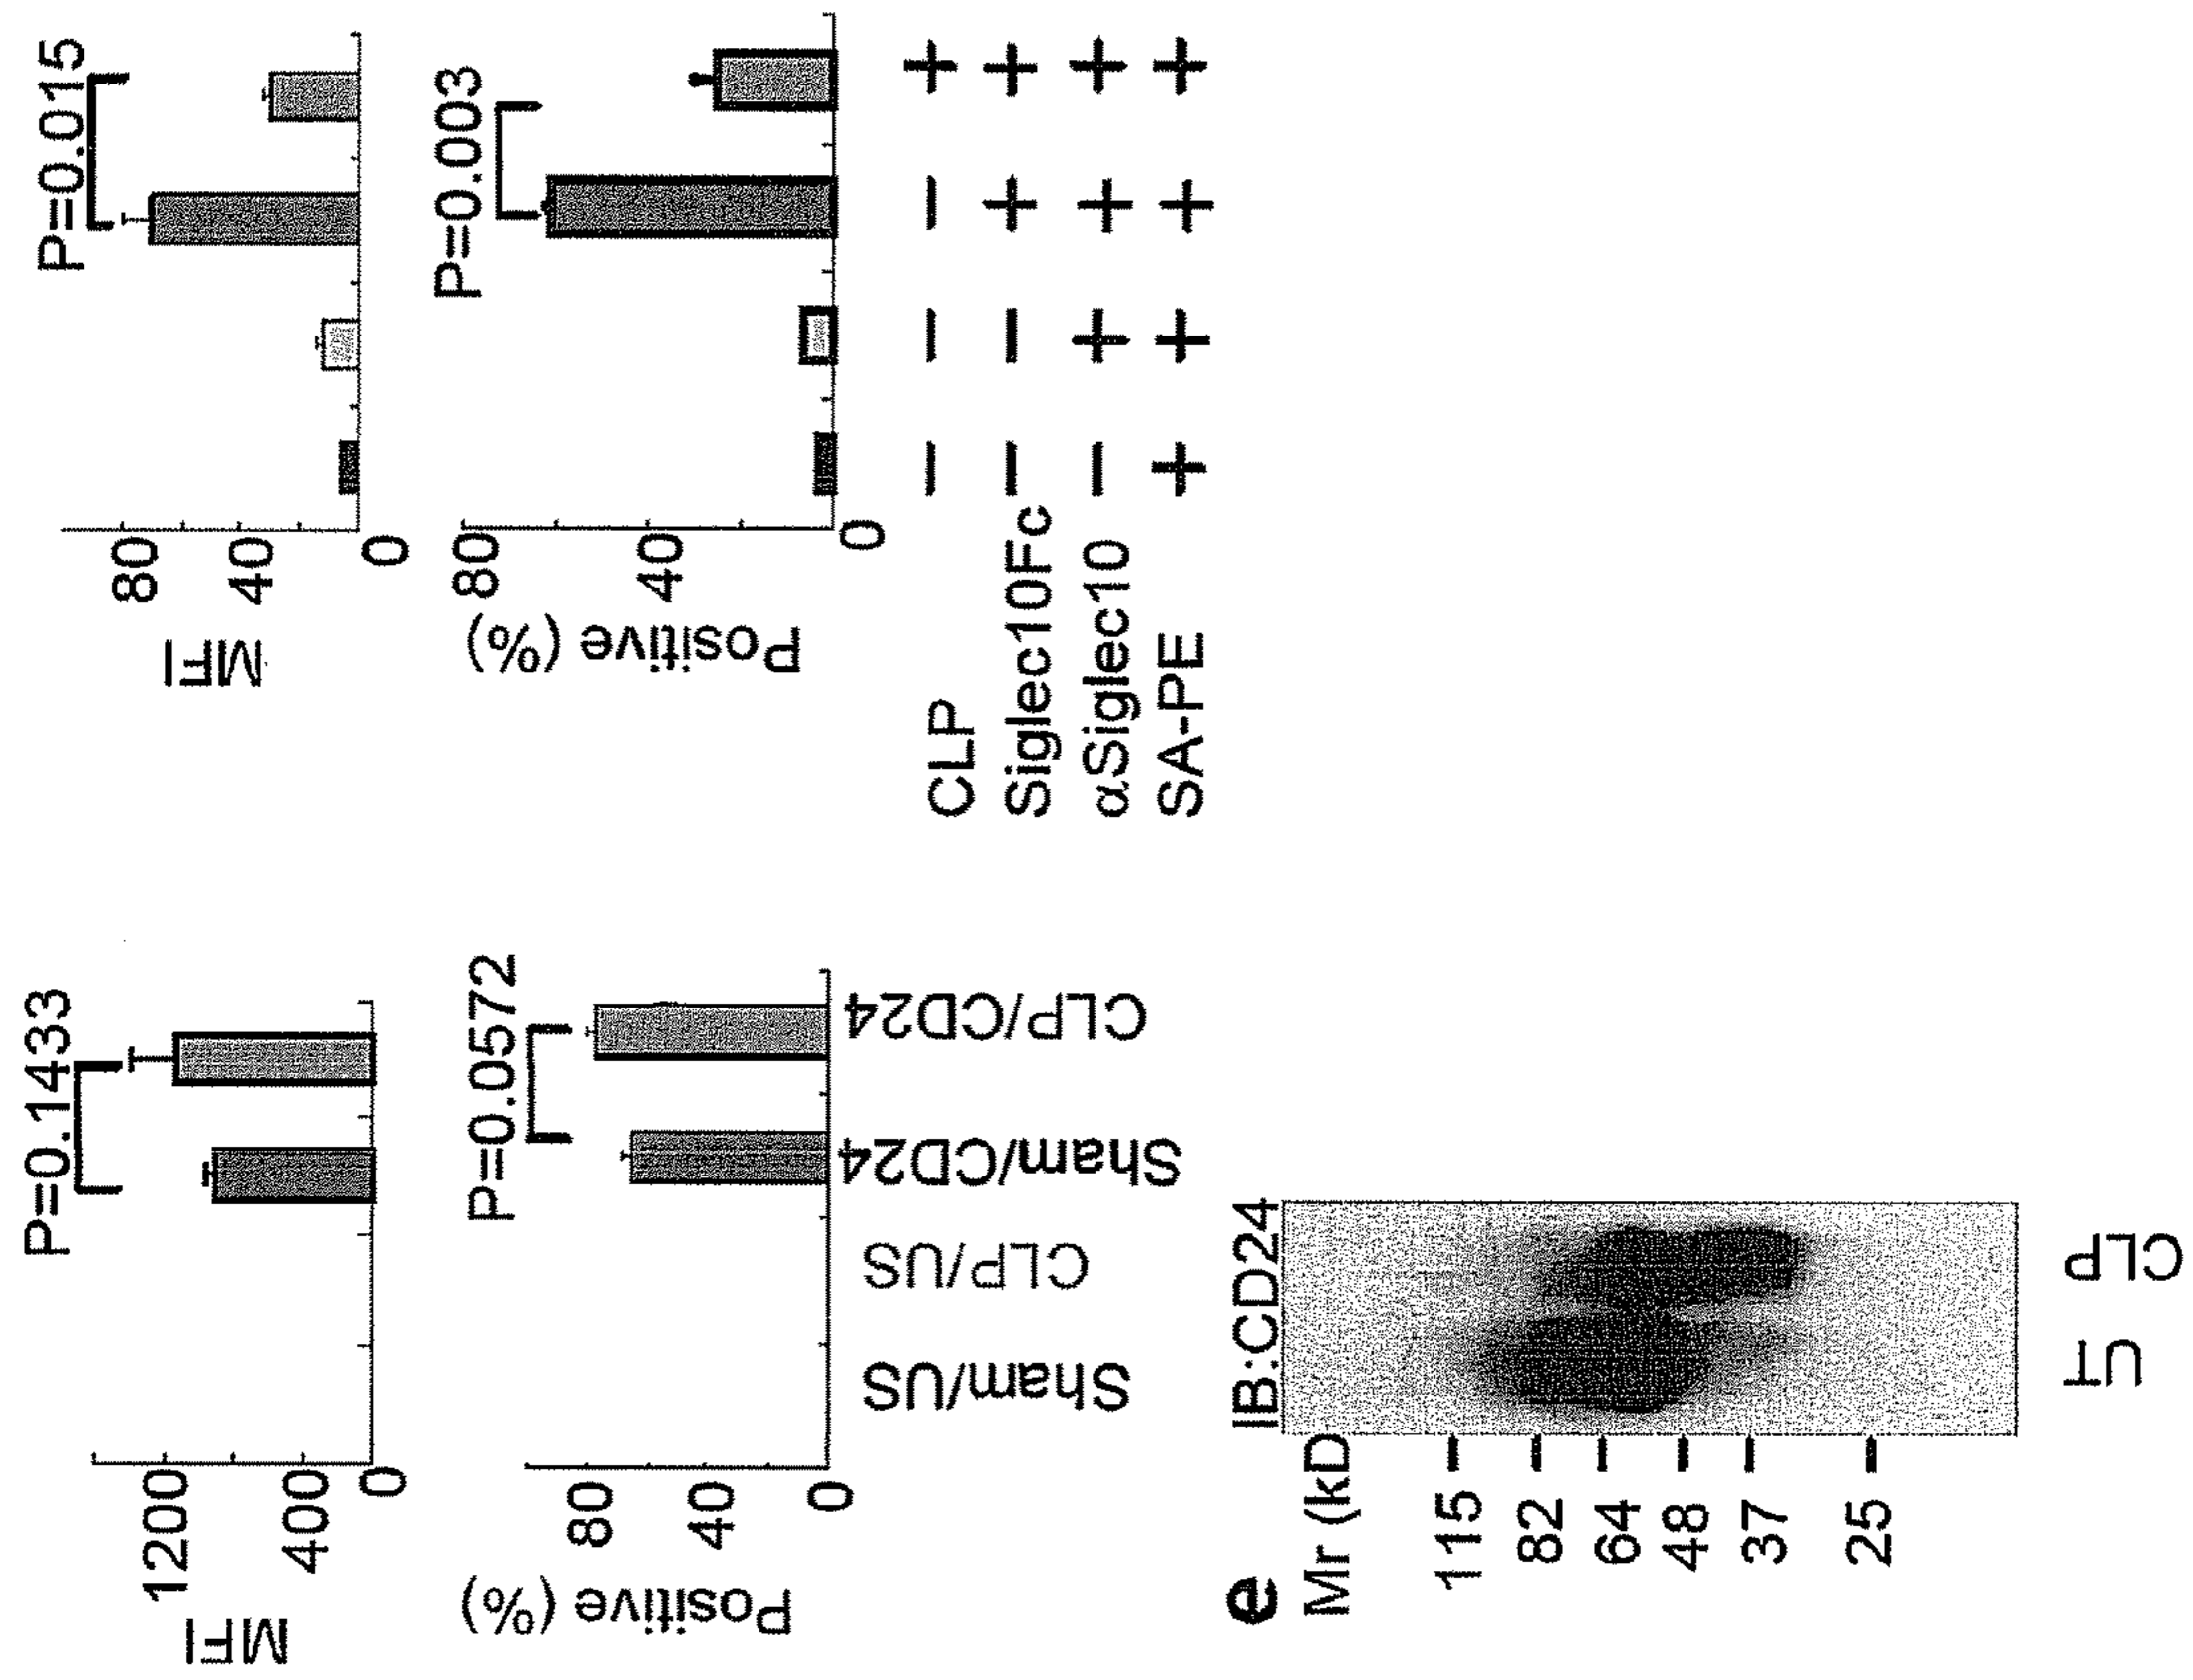 P=0.1433
MFI
1200
400
0
P=0.0572
Positive (%)
80
40
0
Sham/US
CLP/US
Sham/CD24
CLP/CD24
P=0.015
MFI
80
40
0
P=0.003
Positive (%)
80
40
0
CLP − − − +
Siglec10Fc − − + +
αSiglec10 − + + +
SA-PE + + + +
e
IB:CD24
Mr (kD
115
82
64
48
37
25
UT
CLP